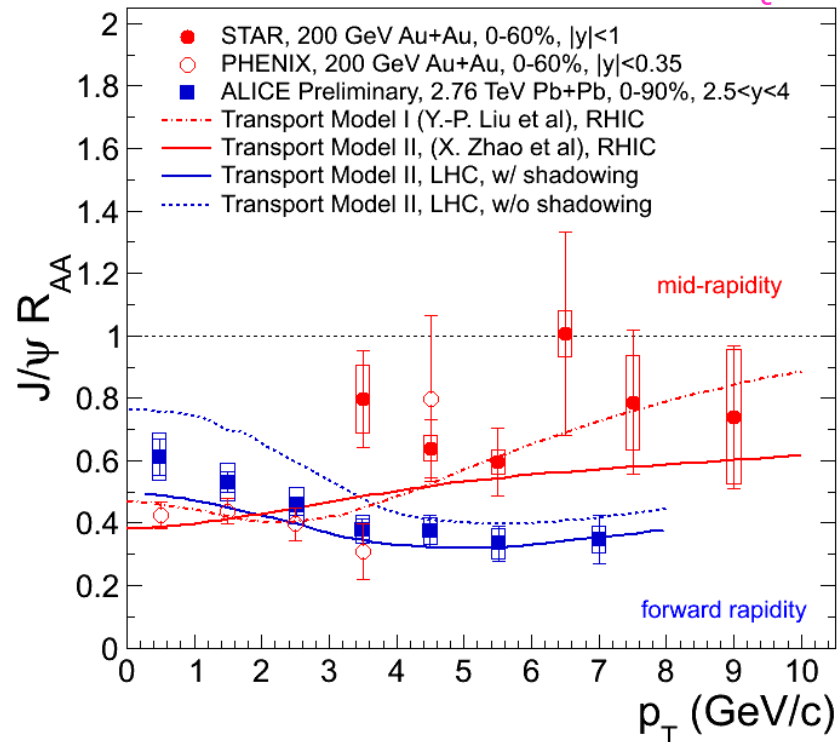 c
2
STAR, 200 GeV Au+Au, 0-60%, |y|<1
PHENIX, 200 GeV Au+Au, 0-60%, |y|<0.35
ALICE Preliminary, 2.76 TeV Pb+Pb, 0-90%, 2.5<y<4
Transport Model I (Y.-P. Liu et al), RHIC
Transport Model II, (X. Zhao et al), RHIC
Transport Model II, LHC, w/ shadowing
Transport Model II, LHC, w/o shadowing
1.8
1.6
1.4
1.2
1
0.8
0.6
0.4
0.2
0
J/ψ R_AA
mid-rapidity
forward rapidity
0 1 2 3 4 5 6 7 8 9 10
p_T (GeV/c)